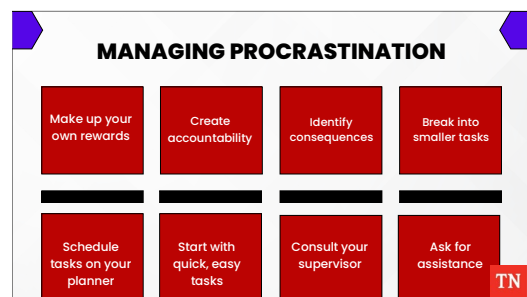 MANAGING PROCRASTINATION
Make up your
own rewards
Create
accountability
Identify
consequences
Break into
smaller tasks
Schedule
tasks on your
planner
Start with
quick, easy
tasks
Consult your
supervisor
Ask for
assistance
TN